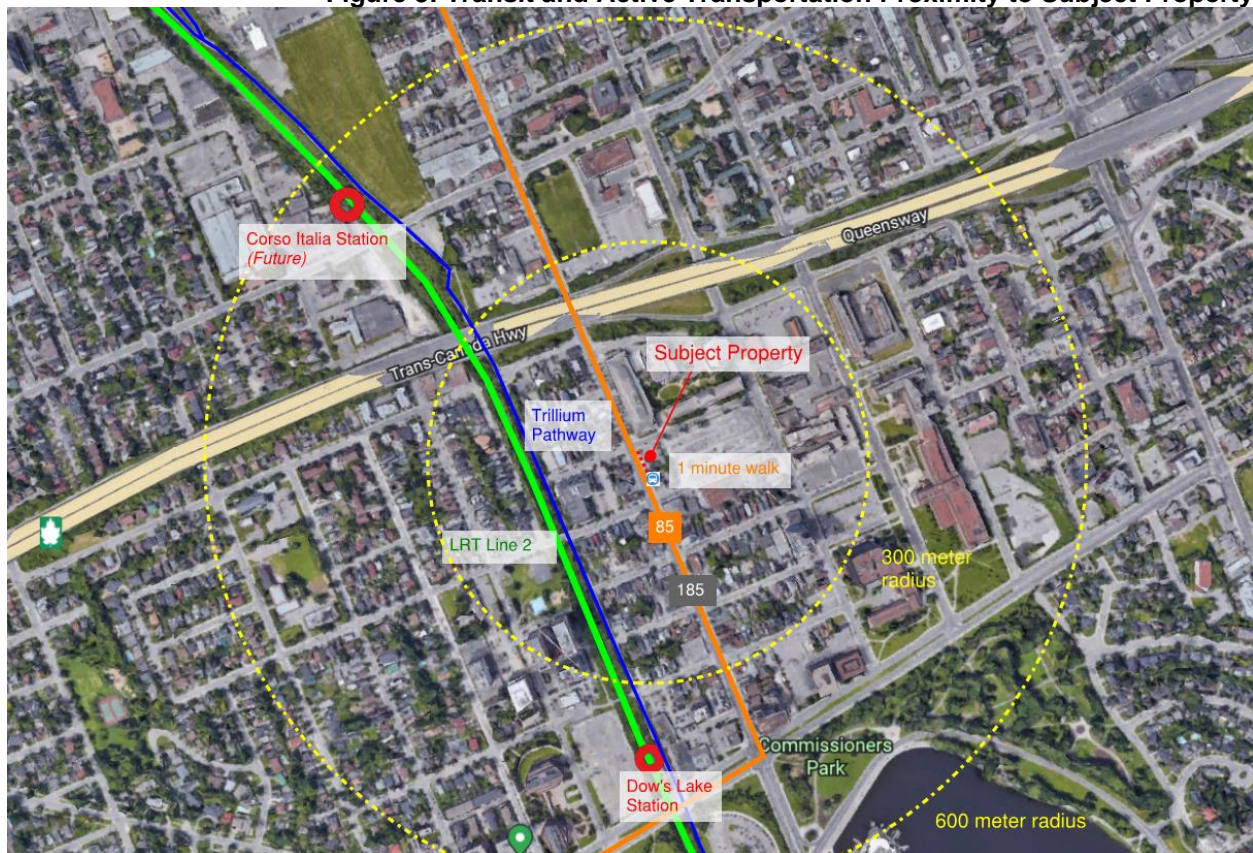 Figure 3: Transit and Active Transportation Proximity to Subject Property
Corso Italia Station
(Future)
Queensway
Trans-Canada Hwy
Subject Property
Trillium
Pathway
1 minute walk
85
LRT Line 2
300 meter
radius
185
Commissioners
Park
Dow's Lake
Station
600 meter radius